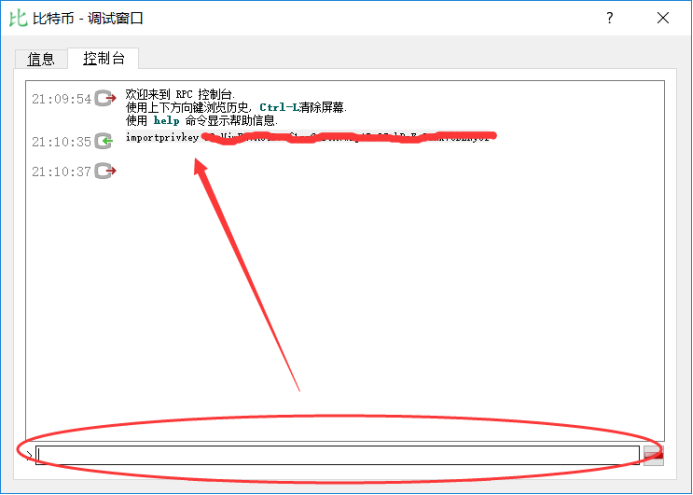 比 比特币 - 调试窗口
信息 控制台
21:09:54 欢迎来到 RPC 控制台.
使用上下方向键浏览历史, Ctrl-L清除屏幕.
使用 help 命令显示帮助信息.
21:10:35 importprivkey
21:10:37
>